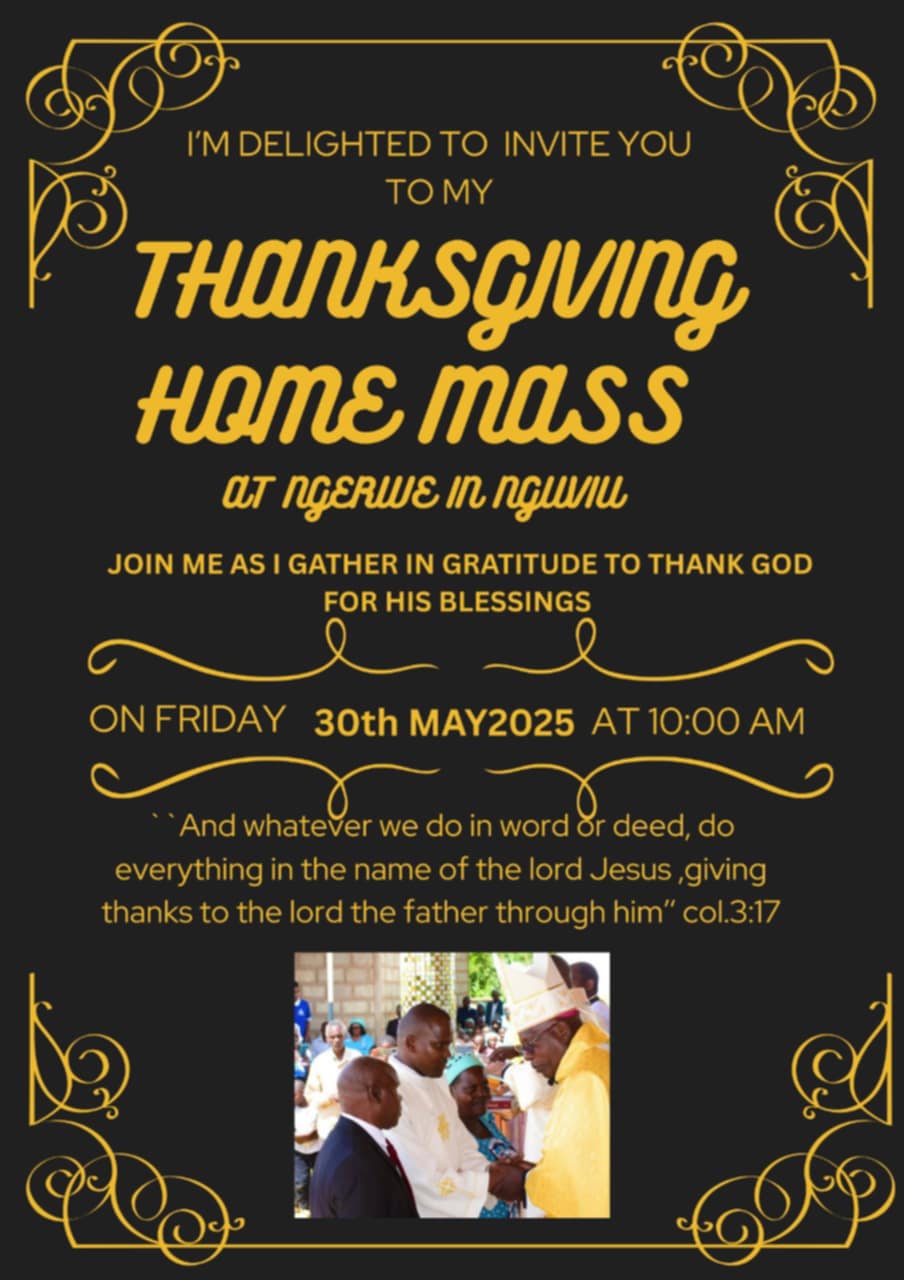 I'M DELIGHTED TO INVITE YOU
TO MY
THANKSGIVING
HOME MASS
AT NGERWE IN NGUVIU
JOIN ME AS I GATHER IN GRATITUDE TO THANK GOD
FOR HIS BLESSINGS
ON FRIDAY 30th MAY2025 AT 10:00 AM
``And whatever we do in word or deed, do
everything in the name of the lord Jesus ,giving
thanks to the lord the father through him” col.3:17